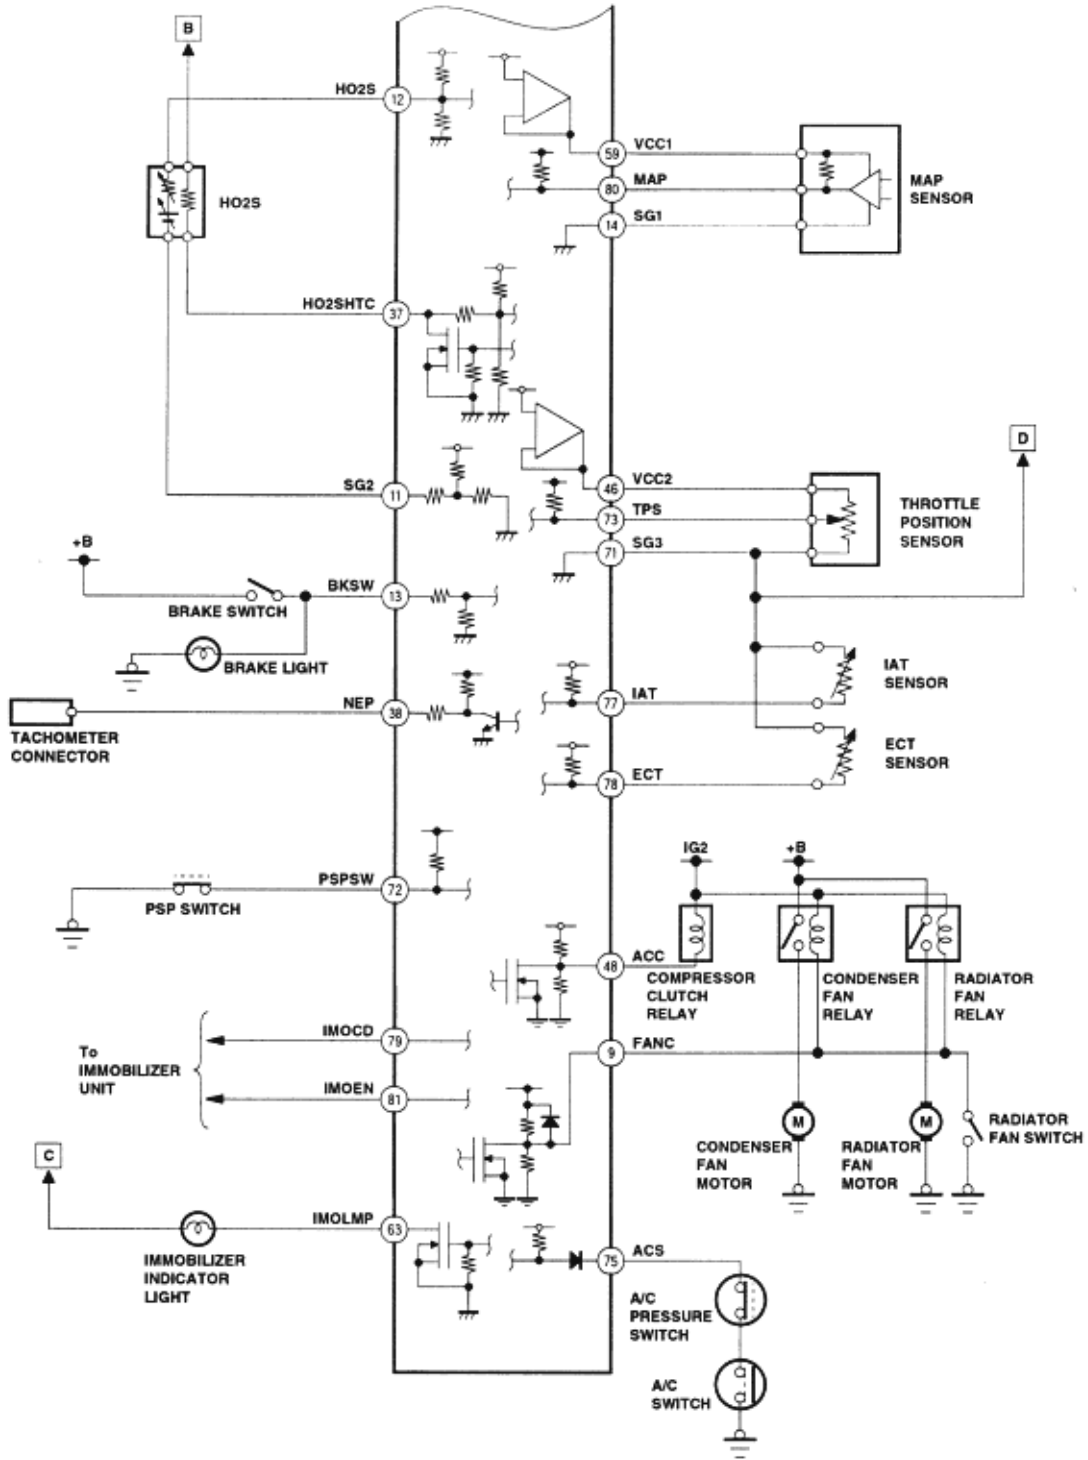 B
HO2S
12
VCC1
59
MAP
80
SG1
14
MAP
SENSOR
HO2S
HO2SHTC
37
D
SG2
11
VCC2
46
TPS
73
SG3
71
THROTTLE
POSITION
SENSOR
+B
BRAKE SWITCH
BKSW
13
BRAKE LIGHT
IAT
SENSOR
NEP
38
IAT
77
TACHOMETER
CONNECTOR
ECT
SENSOR
ECT
78
IG2
+B
PSPSW
72
PSP SWITCH
ACC
48
COMPRESSOR
CLUTCH
RELAY
CONDENSER
FAN
RELAY
RADIATOR
FAN
RELAY
IMOCD
79
FANC
9
To
IMMOBILIZER
UNIT
IMOEN
81
M
M
RADIATOR
FAN SWITCH
CONDENSER
FAN
MOTOR
RADIATOR
FAN
MOTOR
C
IMOLMP
63
IMMOBILIZER
INDICATOR
LIGHT
ACS
75
A/C
PRESSURE
SWITCH
A/C
SWITCH